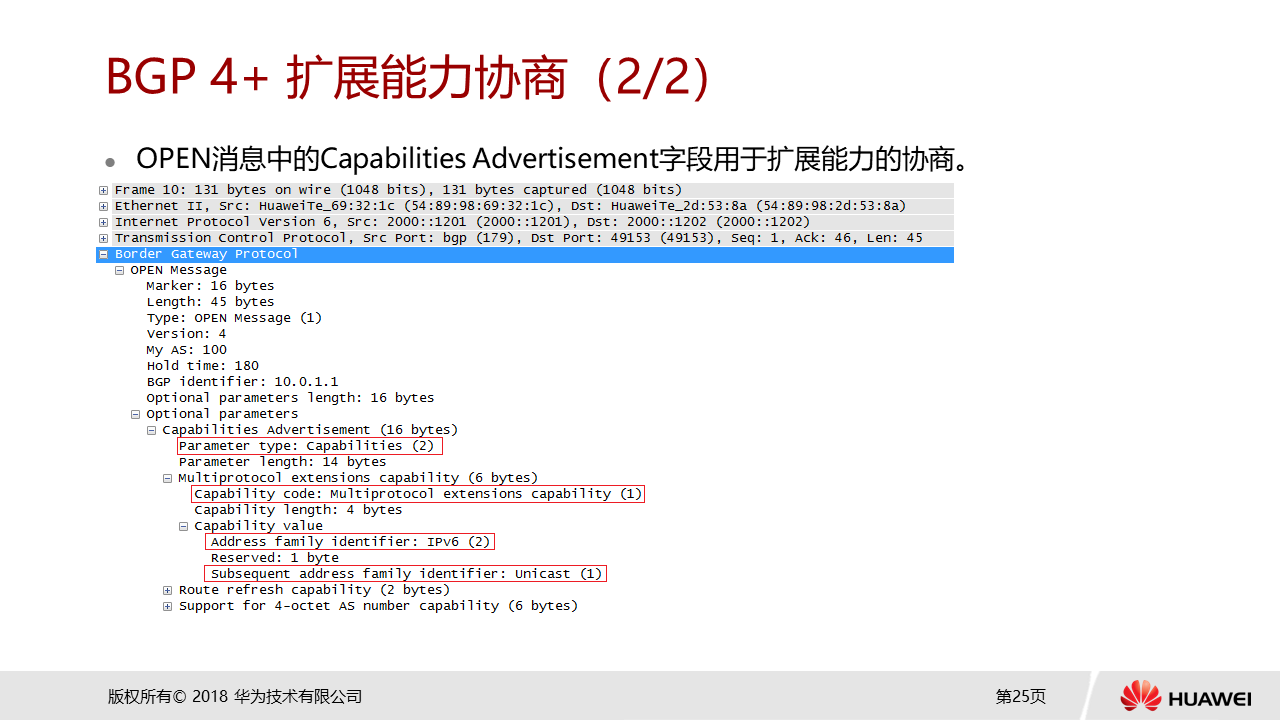 BGP 4+ 扩展能力协商（2/2）
OPEN消息中的Capabilities Advertisement字段用于扩展能力的协商。
Frame 10: 131 bytes on wire (1048 bits), 131 bytes captured (1048 bits)
Ethernet II, Src: HuaweiTe_69:32:1c (54:89:98:69:32:1c), Dst: HuaweiTe_2d:53:8a (54:89:98:2d:53:8a)
Internet Protocol Version 6, Src: 2000::1201 (2000::1201), Dst: 2000::1202 (2000::1202)
Transmission Control Protocol, Src Port: bgp (179), Dst Port: 49153 (49153), Seq: 1, Ack: 46, Len: 45
Border Gateway Protocol
OPEN Message
Marker: 16 bytes
Length: 45 bytes
Type: OPEN Message (1)
Version: 4
My AS: 100
Hold time: 180
BGP identifier: 10.0.1.1
Optional parameters length: 16 bytes
Optional parameters
Capabilities Advertisement (16 bytes)
Parameter type: Capabilities (2)
Parameter length: 14 bytes
Multiprotocol extensions capability (6 bytes)
Capability code: Multiprotocol extensions capability (1)
Capability length: 4 bytes
Capability value
Address family identifier: IPv6 (2)
Reserved: 1 byte
Subsequent address family identifier: Unicast (1)
Route refresh capability (2 bytes)
Support for 4-octet AS number capability (6 bytes)
版权所有© 2018 华为技术有限公司
第25页
HUAWEI